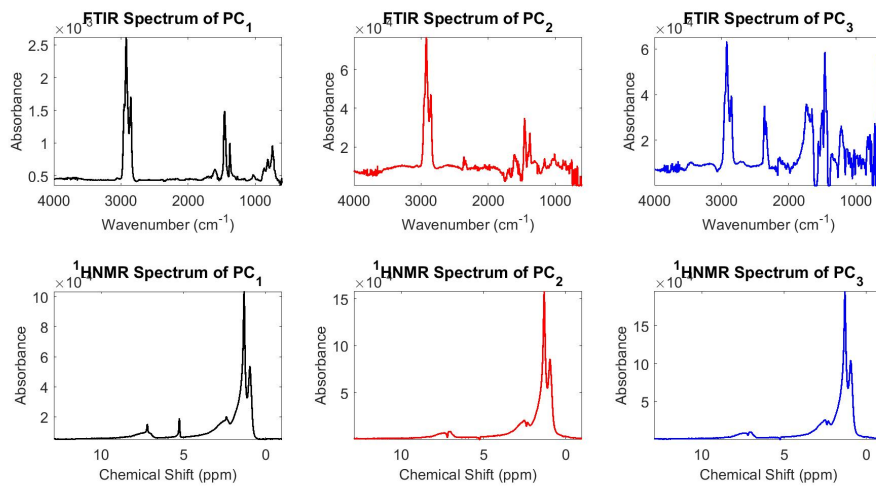 FTIR Spectrum of PC1
FTIR Spectrum of PC2
FTIR Spectrum of PC3
×10-3
×10-4
×10-4
2.5
2
1.5
1
0.5
Absorbance
4000 3000 2000 1000
Wavenumber (cm-1)
6
4
2
Absorbance
4000 3000 2000 1000
Wavenumber (cm-1)
6
4
2
Absorbance
4000 3000 2000 1000
Wavenumber (cm-1)
1HNMR Spectrum of PC1
1HNMR Spectrum of PC2
1HNMR Spectrum of PC3
10
8
6
4
2
Absorbance
10 5 0
Chemical Shift (ppm)
15
10
5
Absorbance
10 5 0
Chemical Shift (ppm)
15
10
5
Absorbance
10 5 0
Chemical Shift (ppm)